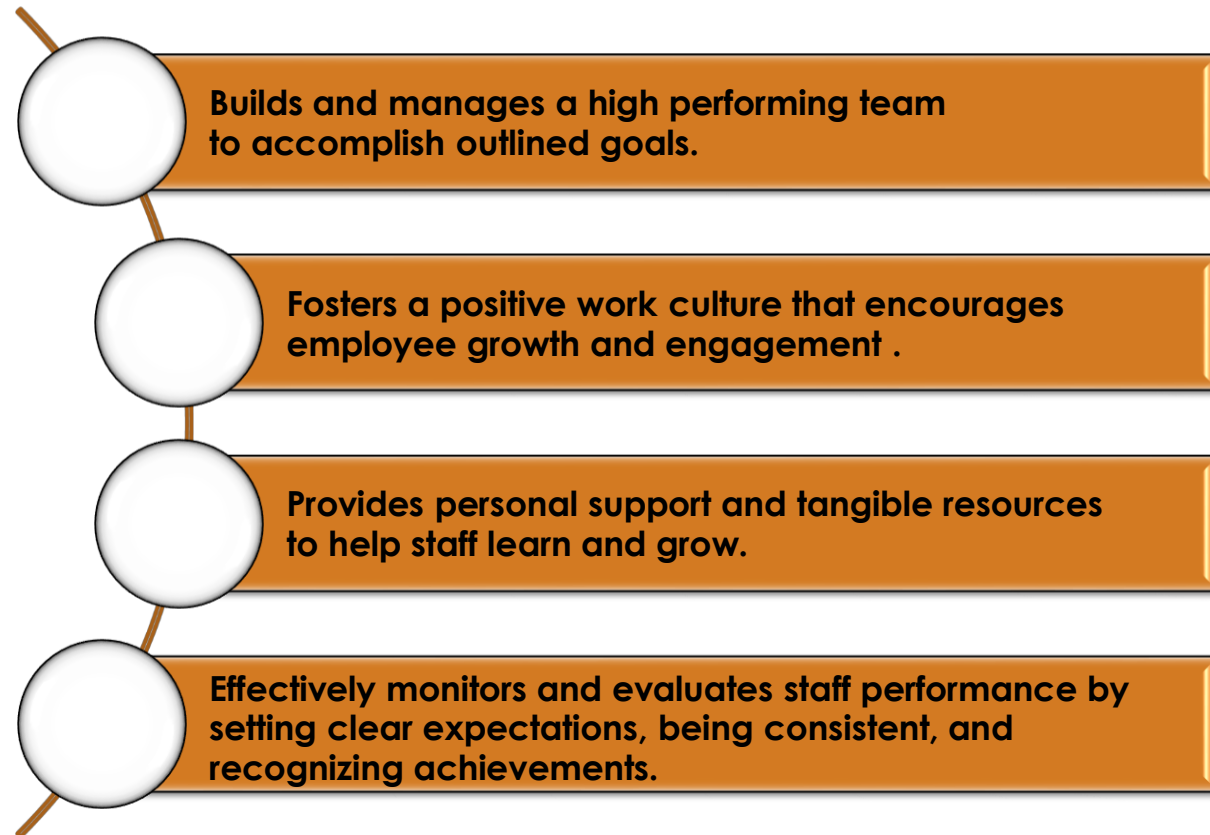 Builds and manages a high performing team
to accomplish outlined goals.
Fosters a positive work culture that encourages
employee growth and engagement .
Provides personal support and tangible resources
to help staff learn and grow.
Effectively monitors and evaluates staff performance by
setting clear expectations, being consistent, and
recognizing achievements.